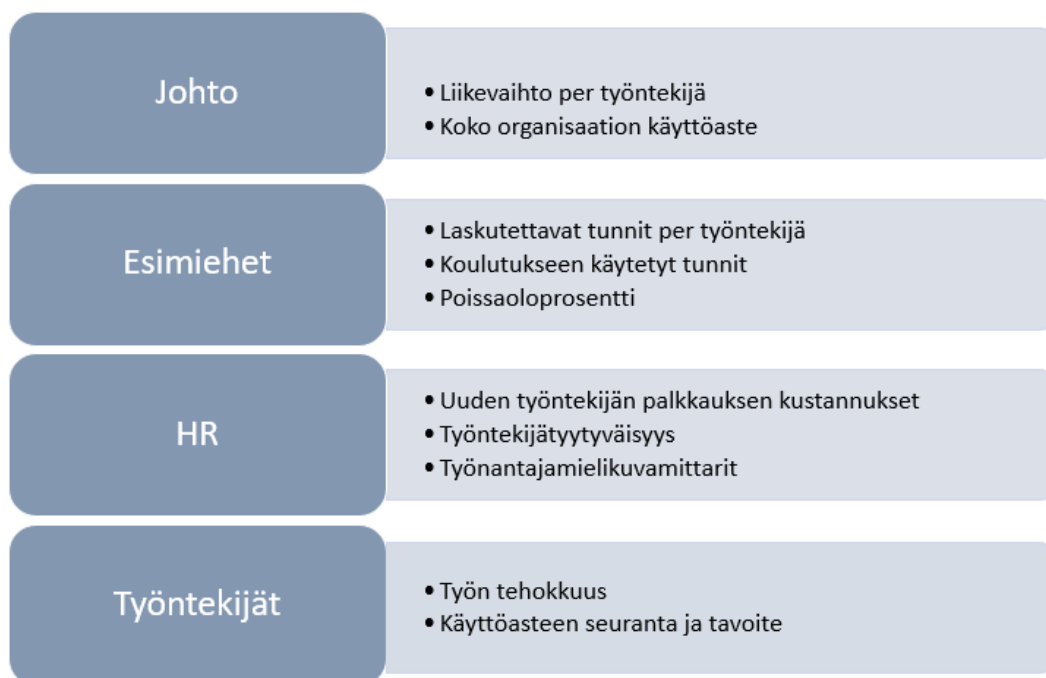 Johto
• Liikevaihto per työntekijä
• Koko organisaation käyttöaste
Esimiehet
• Laskutettavat tunnit per työntekijä
• Koulutukseen käytetyt tunnit
• Poissaoloprosentti
HR
• Uuden työntekijän palkkauksen kustannukset
• Työntekijätyytyväisyys
• Työnantajamielikuvamittarit
Työntekijät
• Työn tehokkuus
• Käyttöasteen seuranta ja tavoite